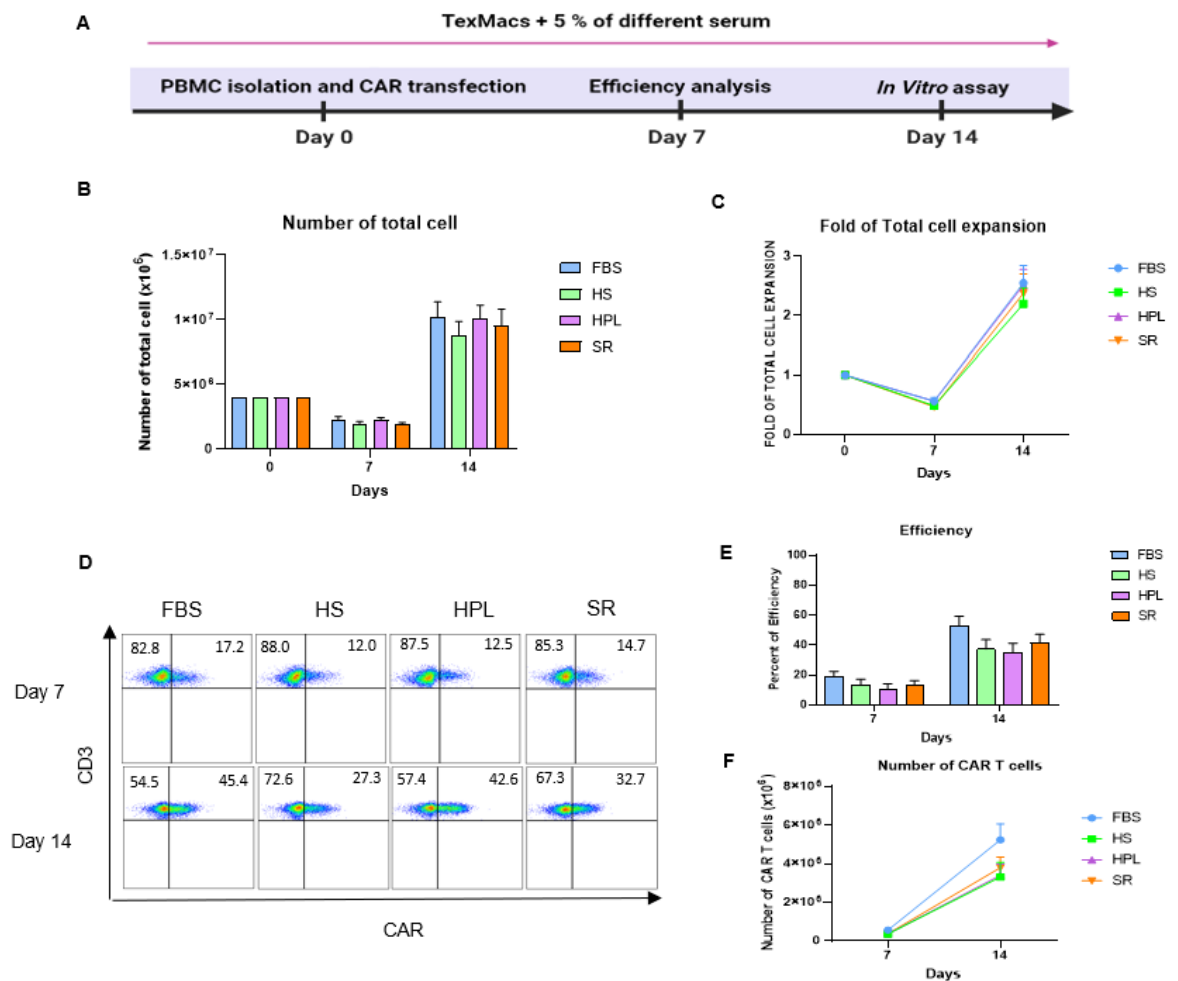 A
TexMacs + 5 % of different serum
PBMC isolation and CAR transfection
Efficiency analysis
In Vitro assay
Day 0
Day 7
Day 14
B
Number of total cell
Number of total cell (x10⁶)
1.5×10⁷
1×10⁷
5×10⁶
0
0
7
14
Days
FBS
HS
HPL
SR
C
Fold of Total cell expansion
FOLD OF TOTAL CELL EXPANSION
3
2
1
0
0
7
14
Days
FBS
HS
HPL
SR
D
FBS
HS
HPL
SR
Day 7
82.8
17.2
88.0
12.0
87.5
12.5
85.3
14.7
Day 14
54.5
45.4
72.6
27.3
57.4
42.6
67.3
32.7
CD3
CAR
E
Efficiency
Percent of Efficiency
100
80
60
40
20
0
7
14
Days
FBS
HS
HPL
SR
F
Number of CAR T cells
Number of CAR T cells (x10⁶)
8×10⁶
6×10⁶
4×10⁶
2×10⁶
0
7
14
Days
FBS
HS
HPL
SR